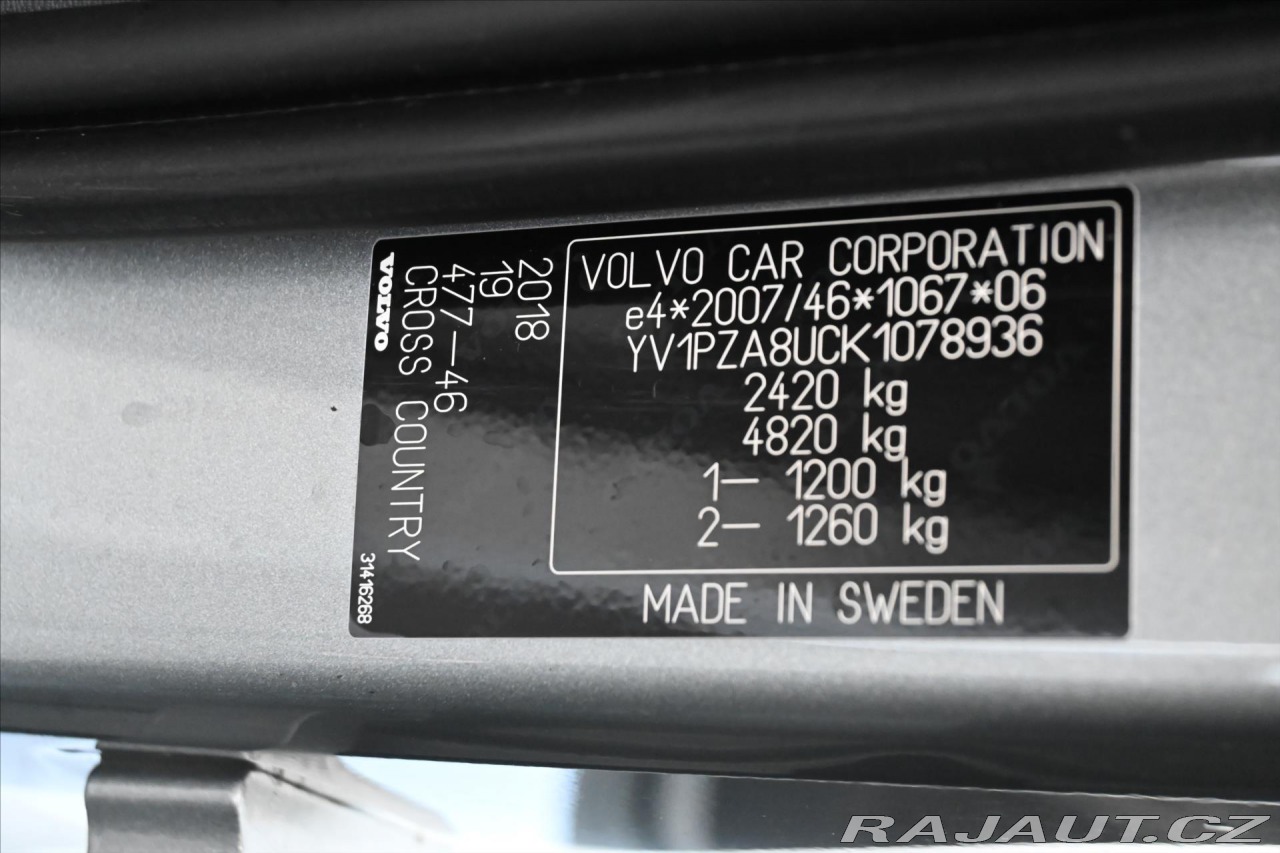 VOLVO CAR CORPORATION
e4*2007/46*1067*06
YV1PZA8UCK1078936
2420 kg
4820 kg
1— 1200 kg
2— 1260 kg
MADE IN SWEDEN
2018
19
477—46
CROSS COUNTRY
VOLVO
31416268
RAJAUT.CZ